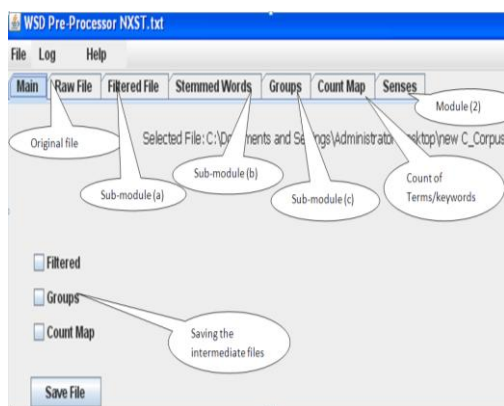 WSD Pre-Processor NXST.txt
File Log Help
Main Raw File Filtered File Stemmed Words Groups Count Map Senses
Module (2)
Original file
Selected File: C:\Documents and Settings\Administrator\Desktop\new C_Corpus
Sub-module (a)
Sub-module (b)
Sub-module (c)
Count of
Terms/keywords
Filtered
Groups
Count Map
Saving the
intermediate files
Save File